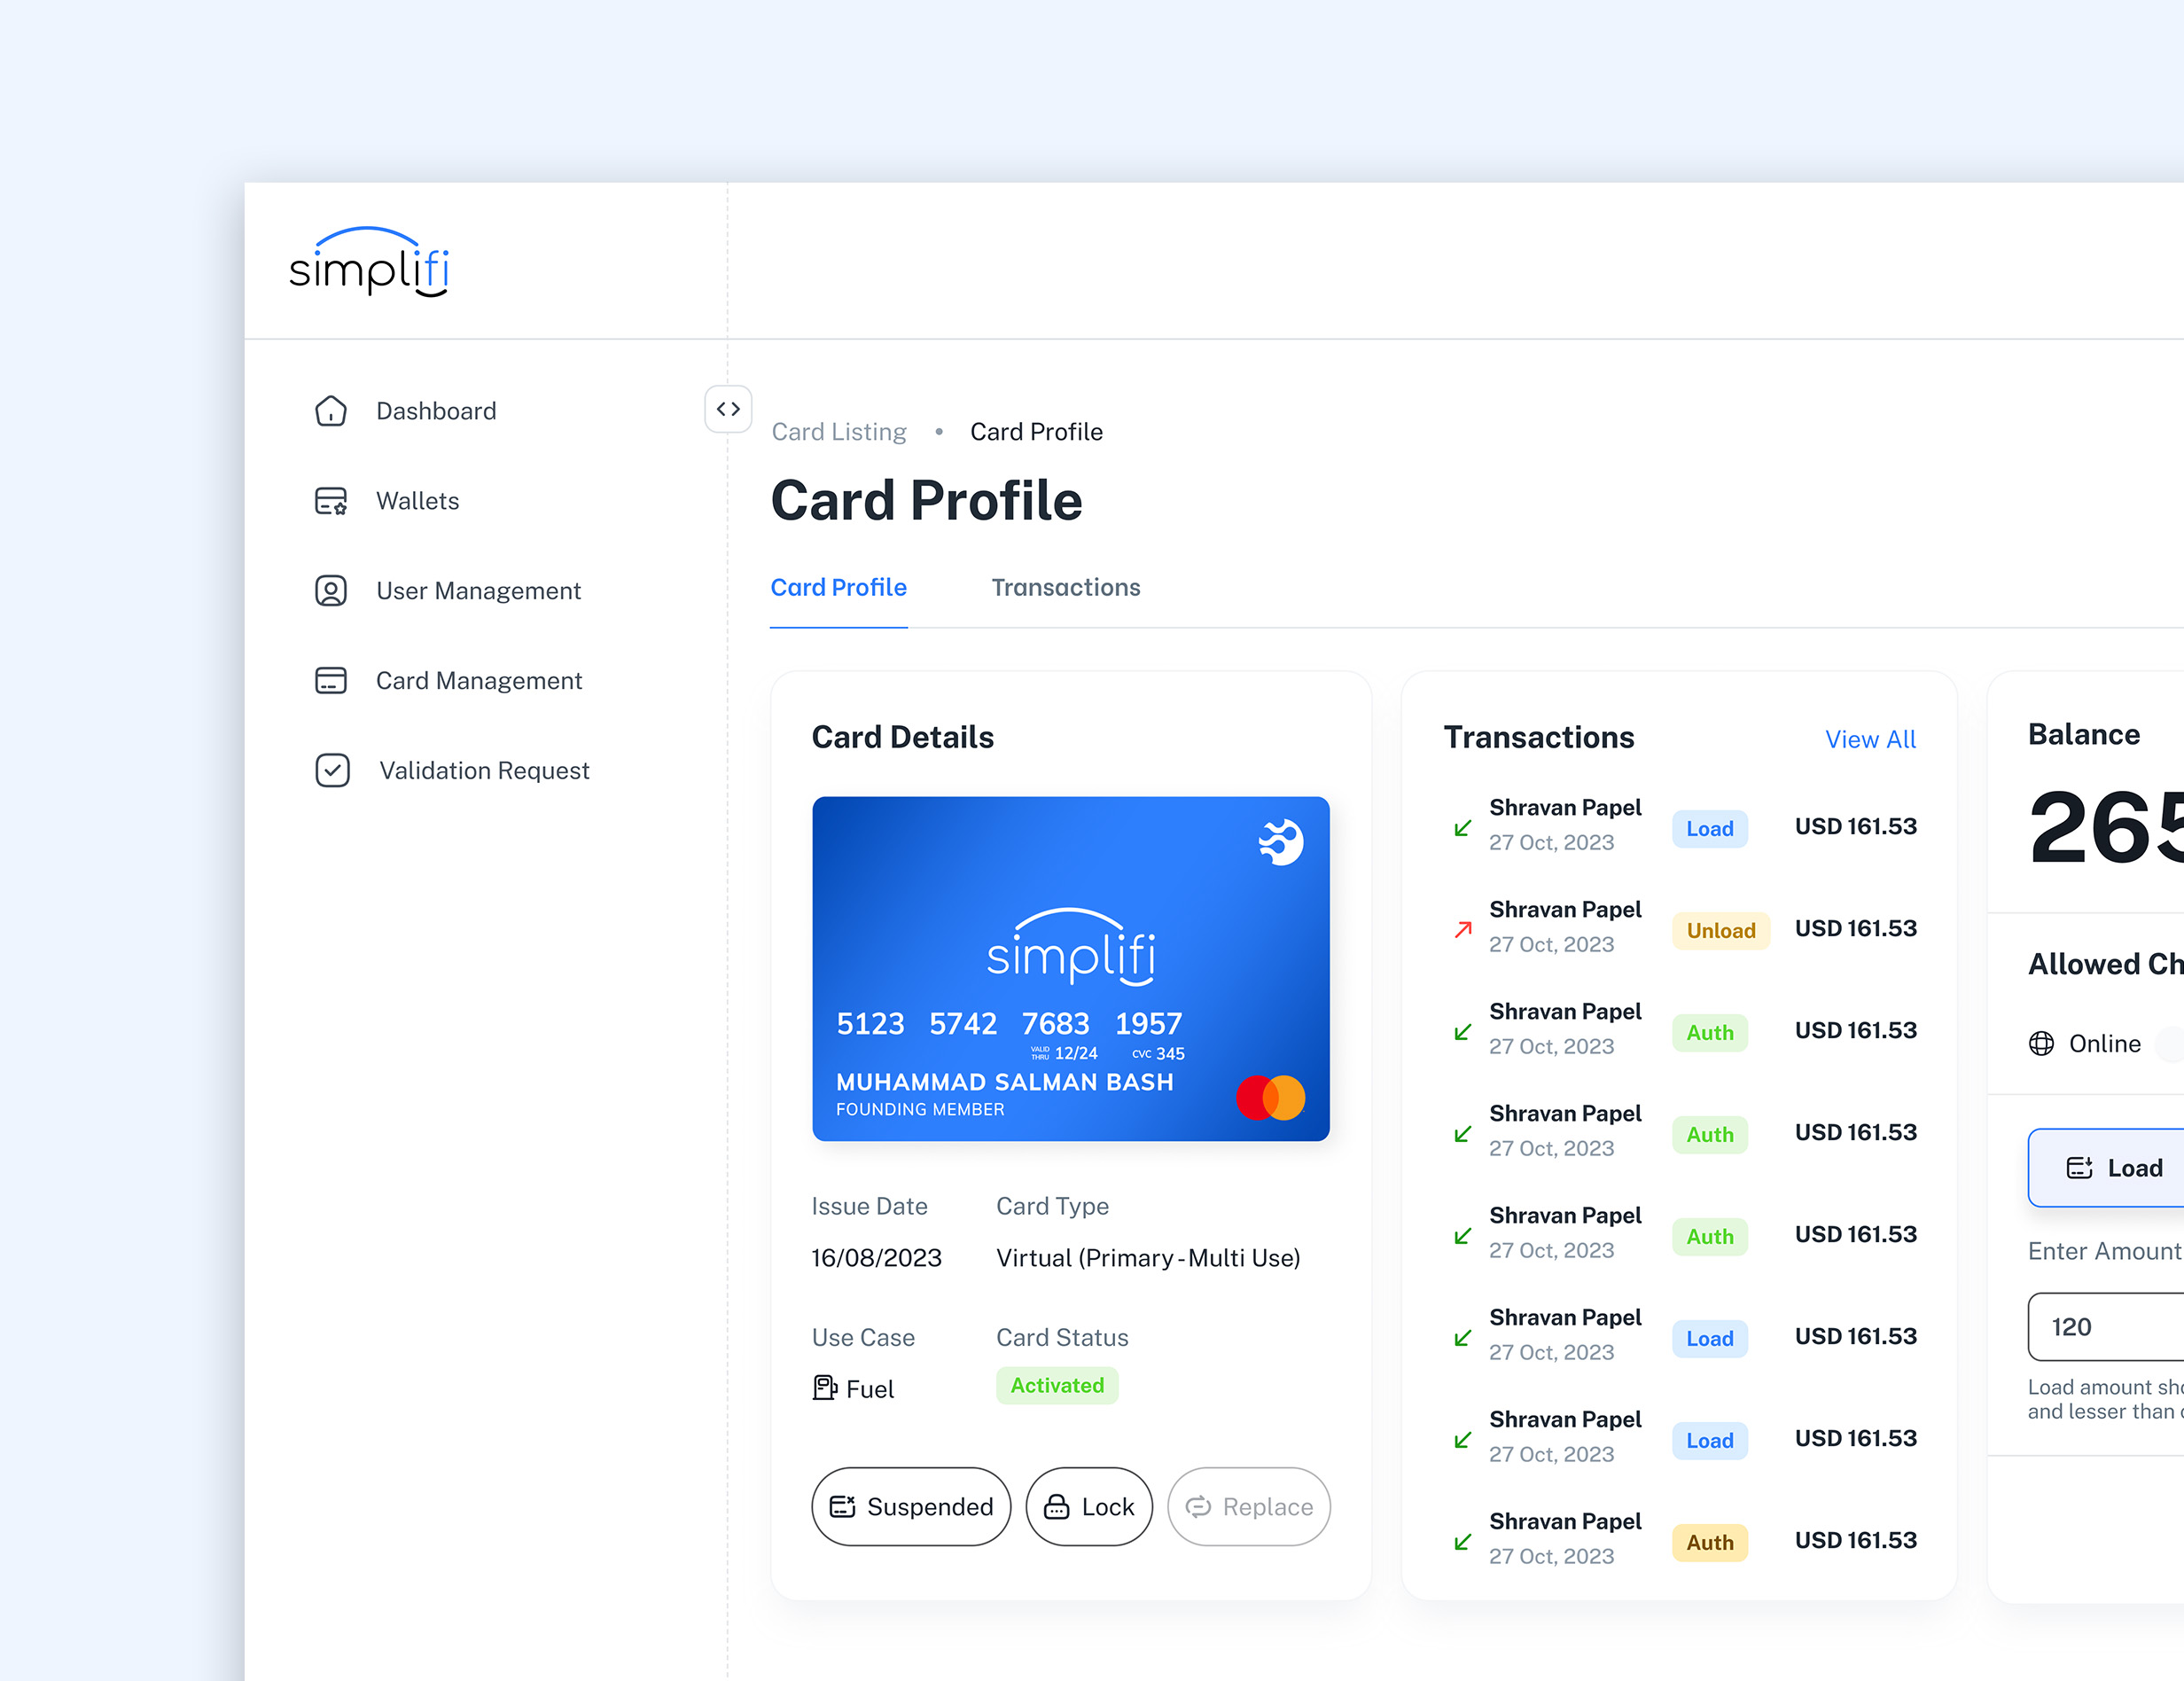 simplifi
Dashboard
Wallets
User Management
Card Management
Validation Request
Card Listing • Card Profile
Card Profile
Card Profile
Transactions
Card Details
simplifi
5123 5742 7683 1957
VALID THRU 12/24 CVC 345
MUHAMMAD SALMAN BASH
FOUNDING MEMBER
Issue Date
Card Type
16/08/2023
Virtual (Primary - Multi Use)
Use Case
Card Status
Fuel
Activated
Suspended
Lock
Replace
Transactions
View All
Shravan Papel
27 Oct, 2023
Load
USD 161.53
Shravan Papel
27 Oct, 2023
Unload
USD 161.53
Shravan Papel
27 Oct, 2023
Auth
USD 161.53
Shravan Papel
27 Oct, 2023
Auth
USD 161.53
Shravan Papel
27 Oct, 2023
Auth
USD 161.53
Shravan Papel
27 Oct, 2023
Load
USD 161.53
Shravan Papel
27 Oct, 2023
Load
USD 161.53
Shravan Papel
27 Oct, 2023
Auth
USD 161.53
Balance
265
Allowed Ch
Online
Load
Enter Amount
120
Load amount sho
and lesser than